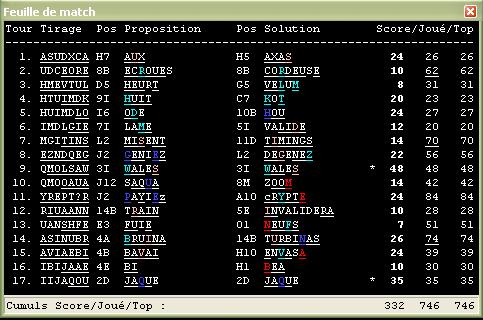 Feuille de match
Tour Tirage Pos Proposition Pos Solution Score/Joué/Top
1. ASUDXCA H7 AUX H5 AXAS 24 26 26
2. UDCEORE 8B ECROUES 8B CORDEUSE 10 62 62
3. HMEVTUL D5 HEURT G5 VELUM 8 31 31
4. HTUIMDK 9I HUIT C7 KOT 20 23 23
5. HUIMDLO I6 ODE 10B HOU 24 27 27
6. IMDLGIE 7I LAME 5I VALIDE 12 20 20
7. MGITINS L2 MISENT 11D TIMINGS 14 70 70
8. EZNDQEG J2 GENIEZ L2 DEGENEZ 22 56 56
9. QMOLSAW 3I WALES 3I WALES * 48 48 48
10. QMOOAUA J12 SAQUA 8M ZOOM 14 42 42
11. YREPT?R J2 PAYIEz A10 cRYPTE 24 84 84
12. RIUAANN 14B TRAIN 5E INVALIDERA 10 28 28
13. UANSHFE E3 FUIE O1 NEUFS 7 51 51
14. ASINUBR 4A BRUINA 14B TURBINAS 26 74 74
15. AVIAEBI 4B BAVAI H10 ENVASA 24 39 39
16. IBIJAAE 4E BI H1 BEA 10 30 30
17. IIJAQOU 2D JAQUE 2D JAQUE * 35 35 35
Cumuls Score/Joué/Top : 332 746 746